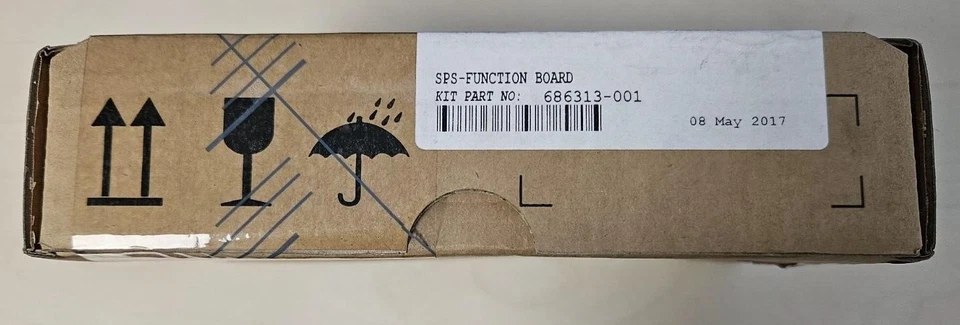 SPS-FUNCTION BOARD
KIT PART NO: 686313-001
08 May 2017